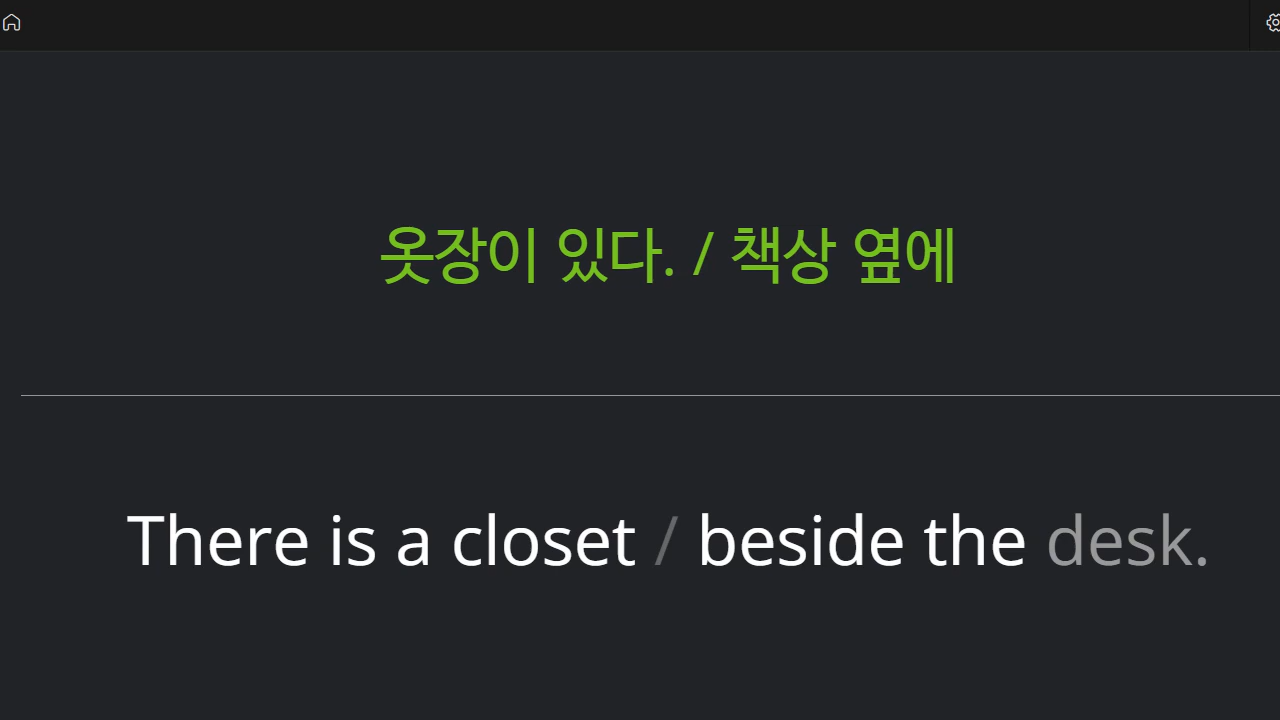 옷장이 있다. / 책상 옆에
There is a closet / beside the desk.